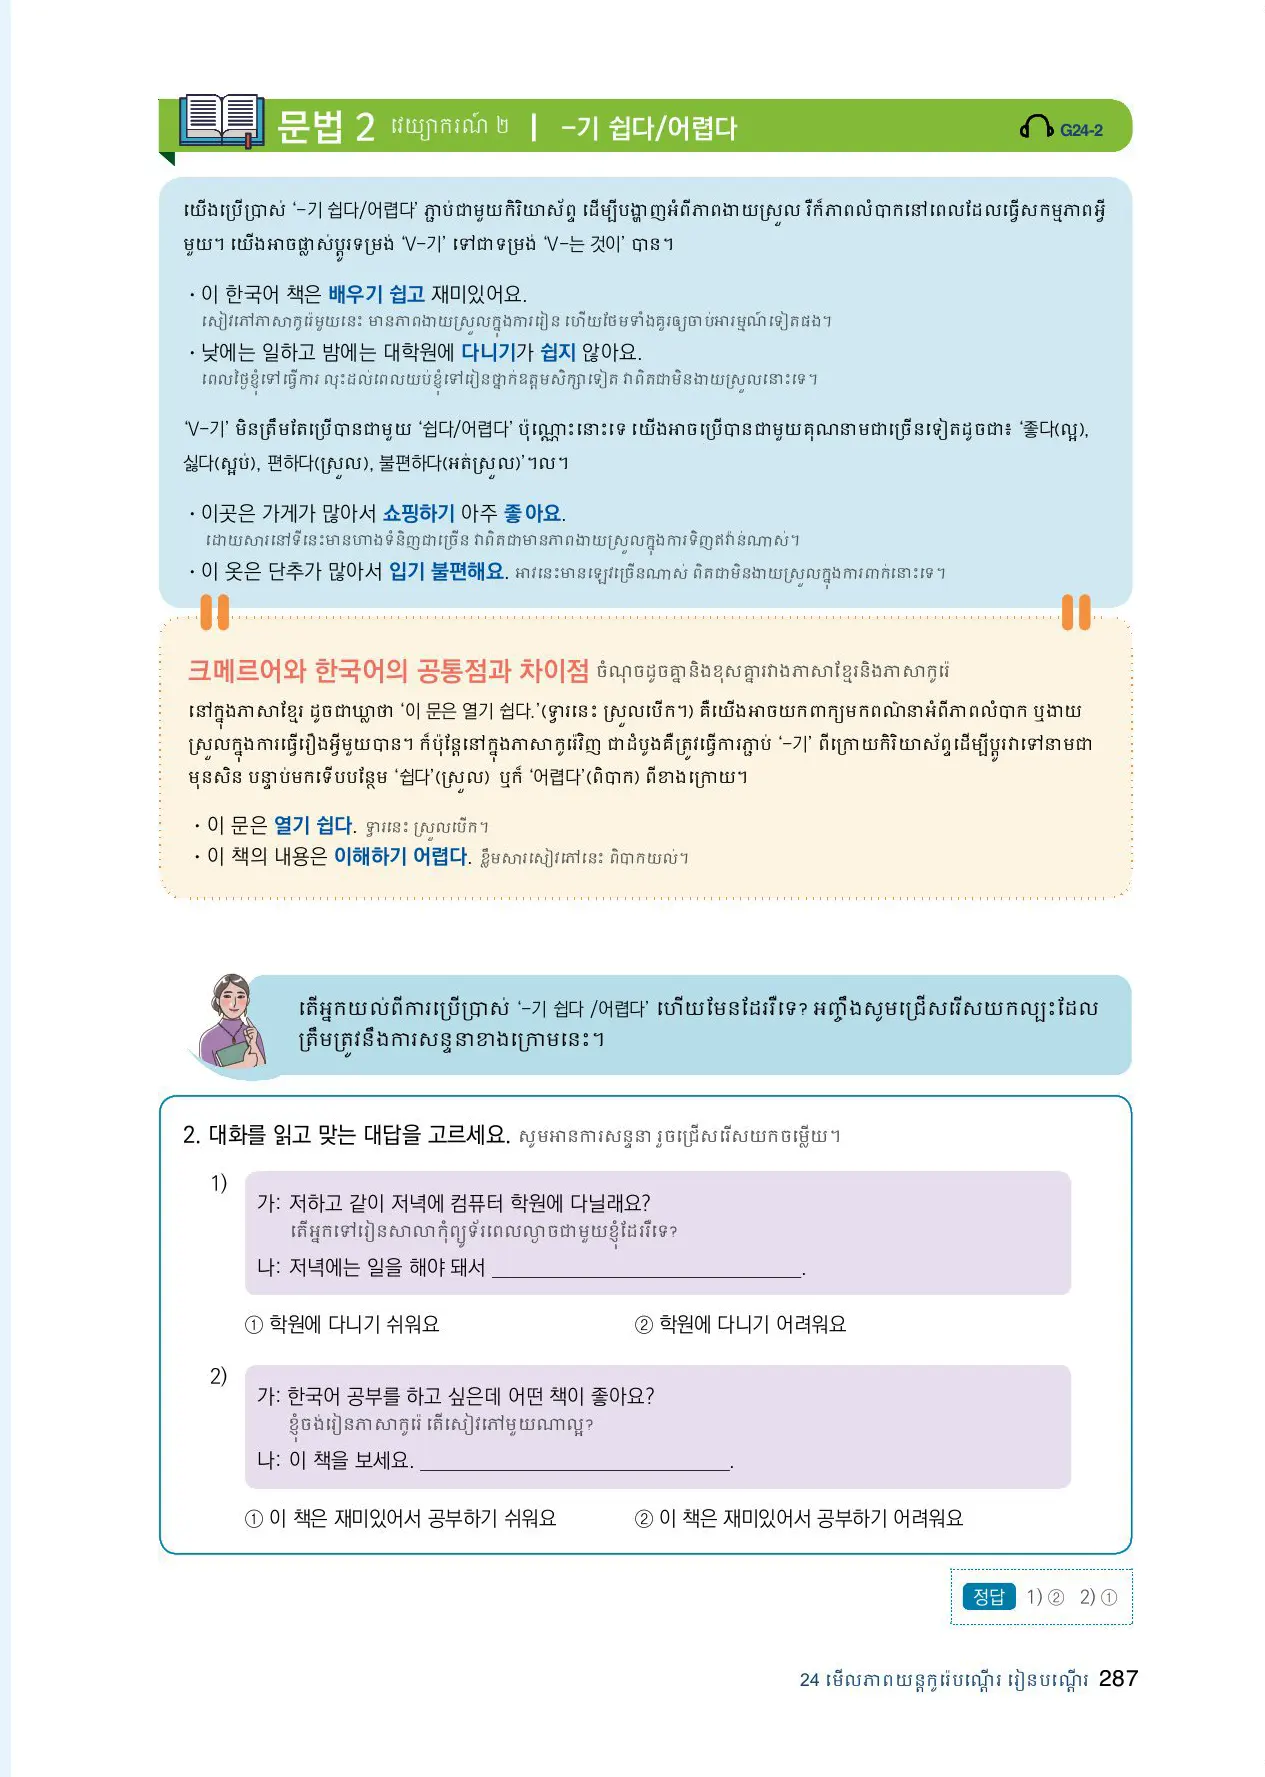 문법 2 វេយ្យាករណ៍ ២ | -기 쉽다/어렵다 G24-2
យើងប្រើប្រាស់ ‘-기 쉽다/어렵다’ ភ្ជាប់ជាមួយកិរិយាស័ព្ទ ដើម្បីបង្ហាញអំពីភាពងាយស្រួល រឺក៏ភាពលំបាកនៅពេលដែលធ្វើសកម្មភាពអ្វី
មួយ។ យើងអាចផ្លាស់ប្ដូរទម្រង់ ‘V-기’ ទៅជាទម្រង់ ‘V-는 것이’ បាន។
· 이 한국어 책은 배우기 쉽고 재미있어요.
សៀវភៅភាសាកូរ៉េមួយនេះ មានភាពងាយស្រួលក្នុងការរៀន ហើយថែមទាំងគួរឲ្យចាប់អារម្មណ៍ទៀតផង។
· 낮에는 일하고 밤에는 대학원에 다니기가 쉽지 않아요.
ពេលថ្ងៃខ្ញុំទៅធ្វើការ លុះដល់ពេលយប់ខ្ញុំទៅរៀនថ្នាក់ឧត្តមសិក្សាទៀត វាពិតជាមិនងាយស្រួលនោះទេ។
‘V-기’ មិនត្រឹមតែប្រើបានជាមួយ ‘쉽다/어렵다’ ប៉ុណ្ណោះនោះទេ យើងអាចប្រើបានជាមួយគុណនាមជាច្រើនទៀតដូចជា៖ ‘좋다(ល្អ),
싫다(ស្អប់), 편하다(ស្រួល), 불편하다(អត់ស្រួល)’។ល។
· 이곳은 가게가 많아서 쇼핑하기 아주 좋아요.
ដោយសារនៅទីនេះមានហាងទំនិញជាច្រើន វាពិតជាមានភាពងាយស្រួលក្នុងការទិញឥវ៉ាន់ណាស់។
· 이 옷은 단추가 많아서 입기 불편해요. អាវនេះមានឡេវច្រើនណាស់ ពិតជាមិនងាយស្រួលក្នុងការពាក់នោះទេ។
크메르어와 한국어의 공통점과 차이점 ចំណុចដូចគ្នានិងខុសគ្នារវាងភាសាខ្មែរនិងភាសាកូរ៉េ
នៅក្នុងភាសាខ្មែរ ដូចជាឃ្លាថា ‘이 문은 열기 쉽다.’(ទ្វារនេះ ស្រួលបើក។) គឺយើងអាចយកពាក្យមកពណ៌នាអំពីភាពលំបាក ឬងាយ
ស្រួលក្នុងការធ្វើរឿងអ្វីមួយបាន។ ក៏ប៉ុន្តែនៅក្នុងភាសាកូរ៉េវិញ ជាដំបូងគឺត្រូវធ្វើការភ្ជាប់ ‘-기’ ពីក្រោយកិរិយាស័ព្ទដើម្បីប្ដូរវាទៅនាមជា
មុនសិន បន្ទាប់មកទើបបន្ថែម ‘쉽다’(ស្រួល) ឬក៏ ‘어렵다’(ពិបាក) ពីខាងក្រោយ។
· 이 문은 열기 쉽다. ទ្វារនេះ ស្រួលបើក។
· 이 책의 내용은 이해하기 어렵다. ខ្លឹមសារសៀវភៅនេះ ពិបាកយល់។
តើអ្នកយល់ពីការប្រើប្រាស់ ‘-기 쉽다 /어렵다’ ហើយមែនដែររឺទេ? អញ្ចឹងសូមជ្រើសរើសយកល្បះដែល
ត្រឹមត្រូវនឹងការសន្ទនាខាងក្រោមនេះ។
2. 대화를 읽고 맞는 대답을 고르세요. សូមអានការសន្ទនា រួចជ្រើសរើសយកចម្លើយ។
1)
가: 저하고 같이 저녁에 컴퓨터 학원에 다닐래요?
តើអ្នកទៅរៀនសាលាកុំព្យូទ័រពេលល្ងាចជាមួយខ្ញុំដែររឺទេ?
나: 저녁에는 일을 해야 돼서 ____________________.
① 학원에 다니기 쉬워요 ② 학원에 다니기 어려워요
2)
가: 한국어 공부를 하고 싶은데 어떤 책이 좋아요?
ខ្ញុំចង់រៀនភាសាកូរ៉េ តើសៀវភៅមួយណាល្អ?
나: 이 책을 보세요. ____________________.
① 이 책은 재미있어서 공부하기 쉬워요 ② 이 책은 재미있어서 공부하기 어려워요
정답 1) ② 2) ①
24 មើលភាពយន្តកូរ៉េបណ្ដើរ រៀនបណ្ដើរ 287